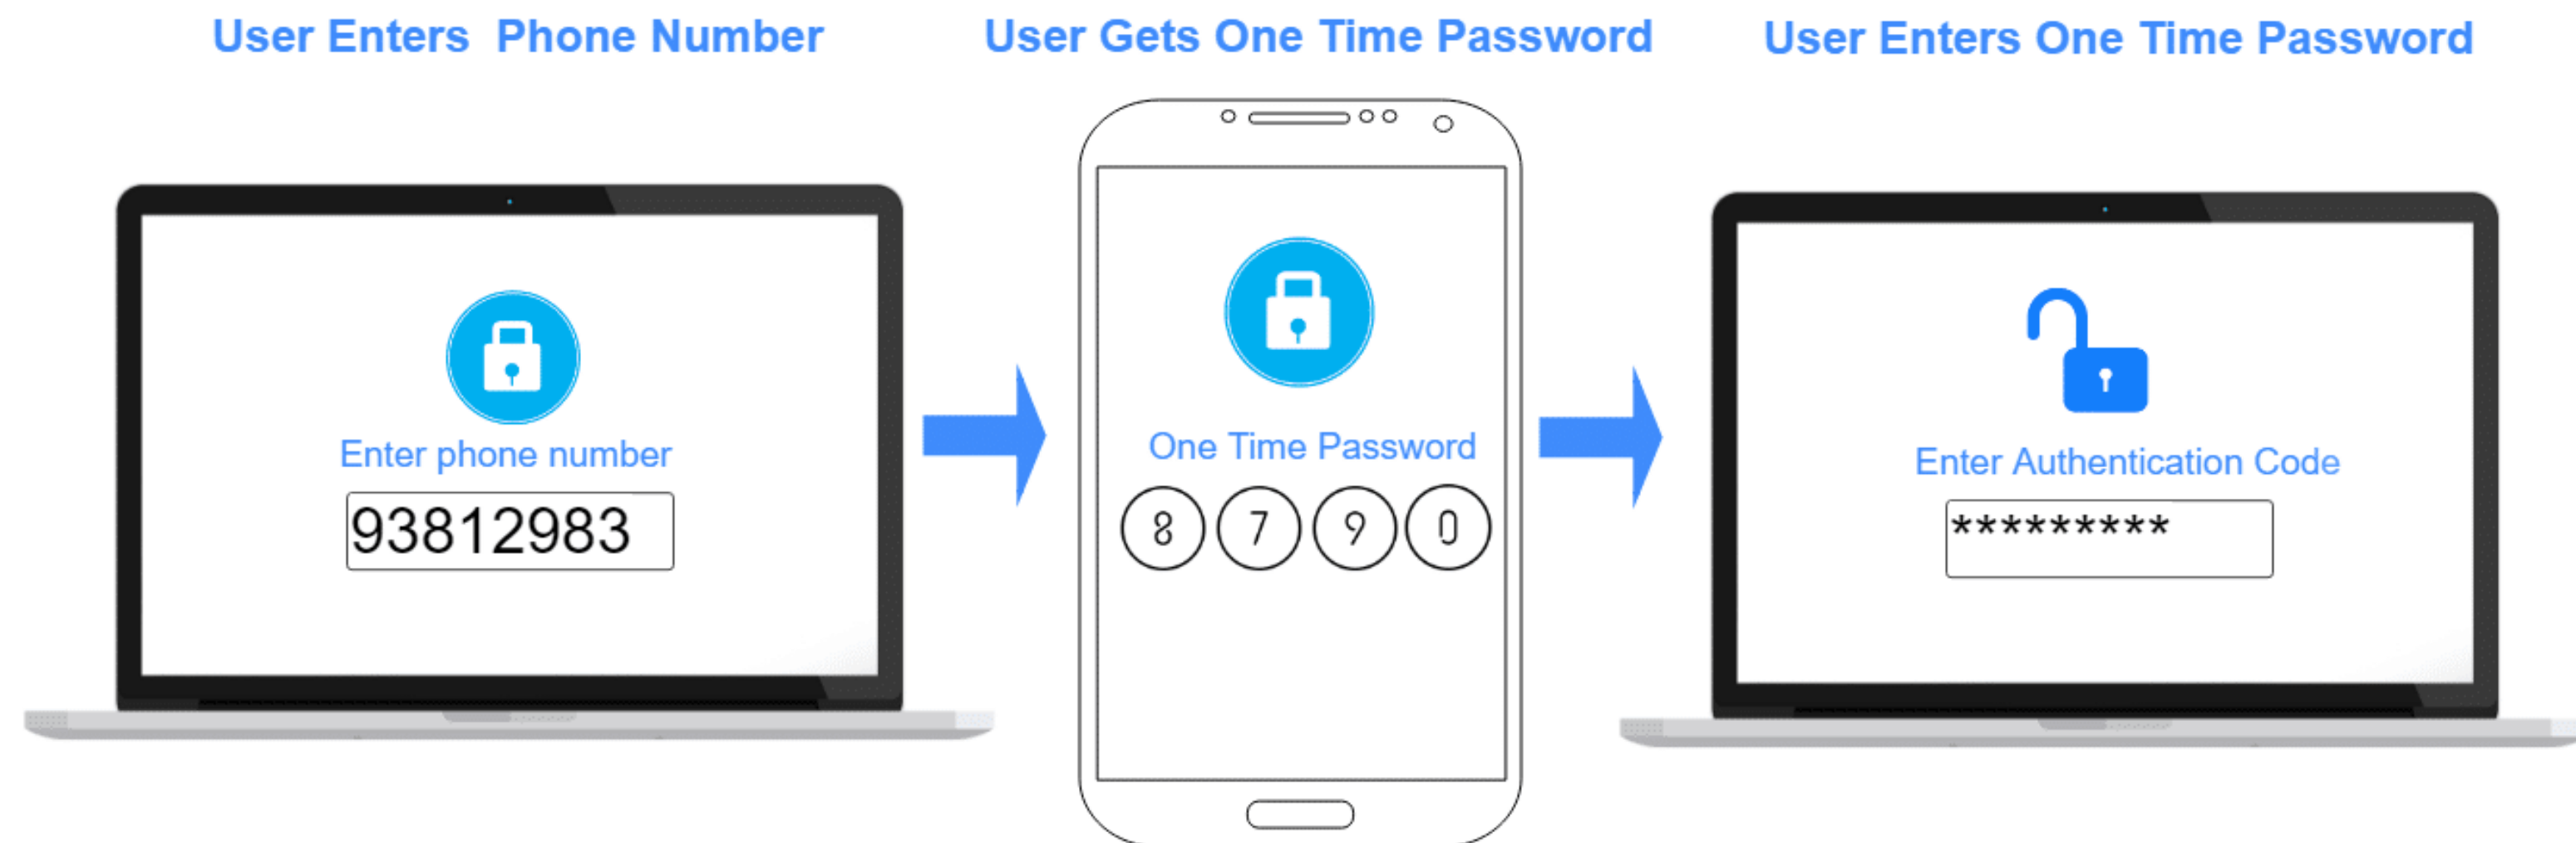 User Enters  Phone Number
User Gets One Time Password
User Enters One Time Password
Enter phone number
93812983
One Time Password
8 7 9 0
Enter Authentication Code
*********